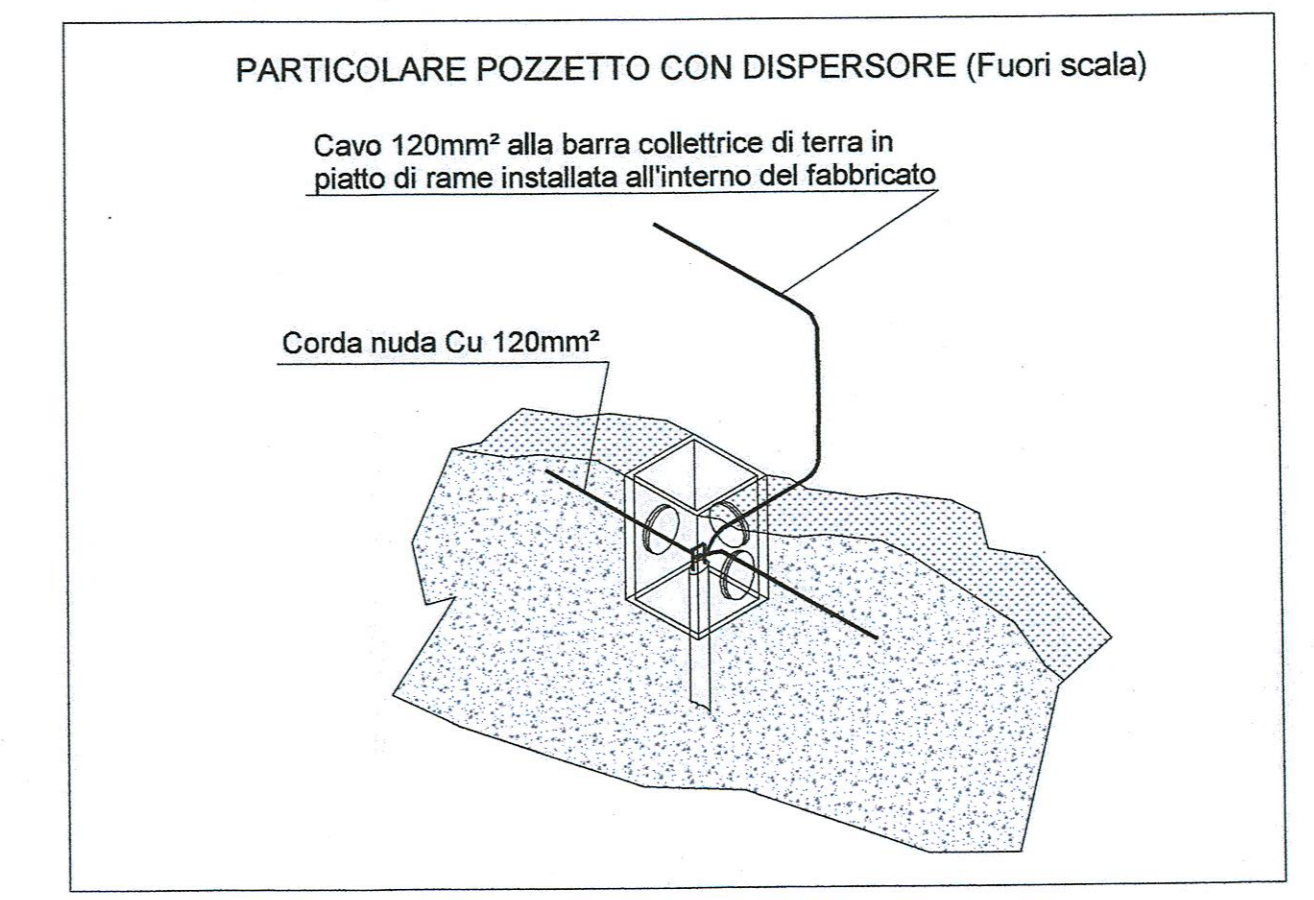 PARTICOLARE POZZETTO CON DISPERSORE (Fuori scala)
Cavo 120mm² alla barra collettrice di terra in
piatto di rame installata all'interno del fabbricato
Corda nuda Cu 120mm²